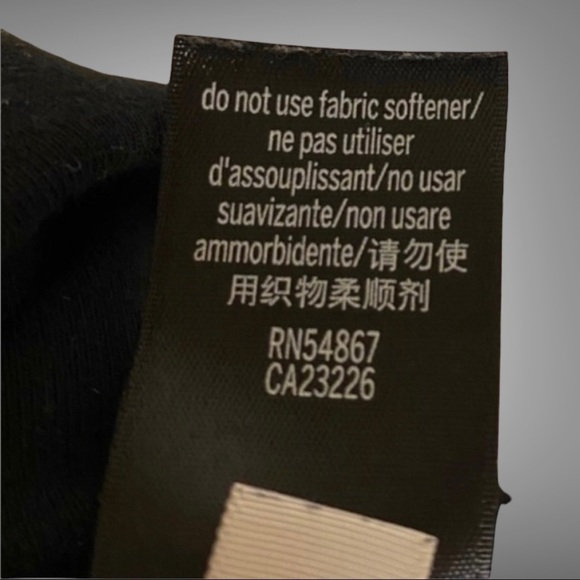 do not use fabric softener/
ne pas utiliser
d'assouplissant/no usar
suavizante/non usare
ammorbidente/请勿使
用织物柔顺剂
RN54867
CA23226